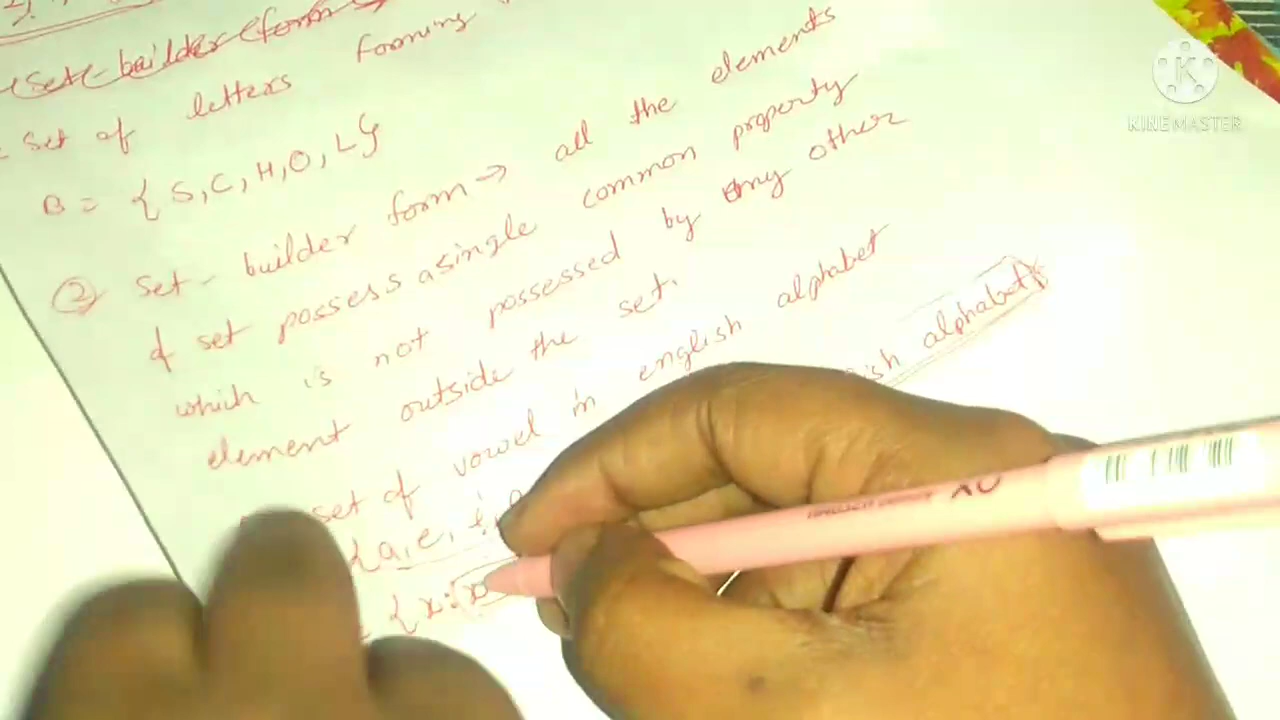 Set-builder form
Set of letters forming
B = { S, C, H, O, L }
② Set-builder form → all the elements
of set possess a single common property
which is not possessed by any other
element outside the set.
set of vowel in english alphabet
{ a, e, i,
{ x : x
ish alphabet }
KINEMASTER
XO